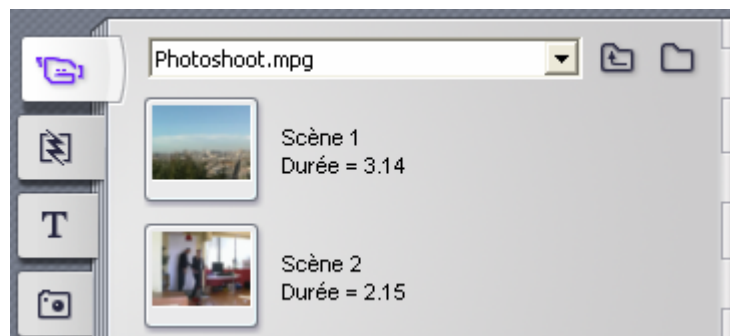 Photoshoot.mpg
Scène 1
Durée = 3.14
T
Scène 2
Durée = 2.15